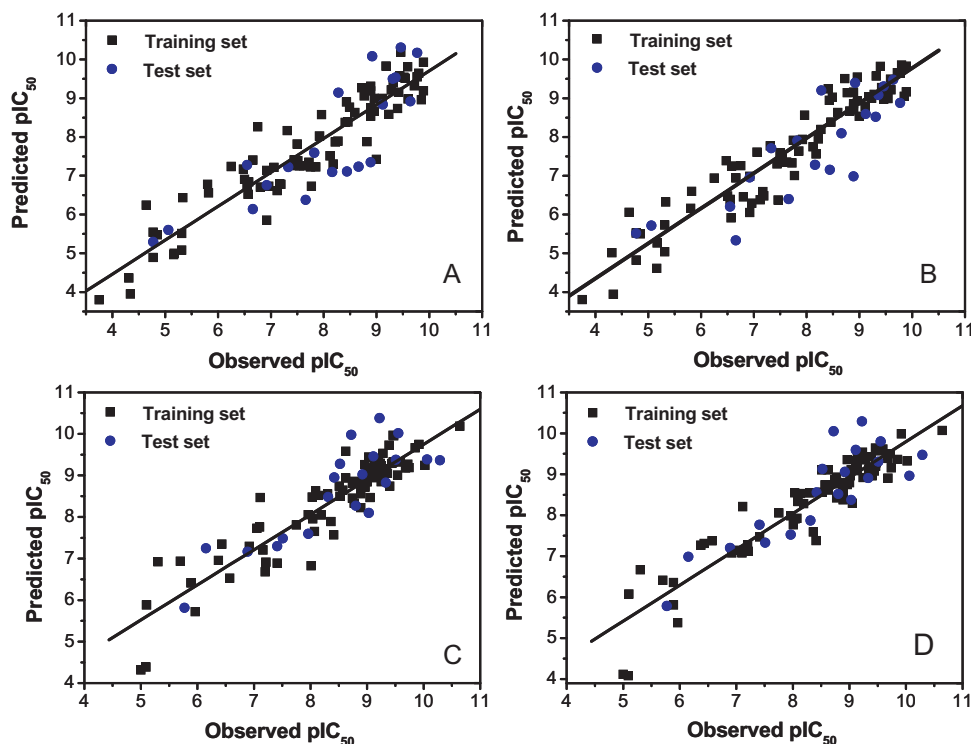 11
10
9
8
7
6
5
4
Predicted pIC50
Training set
Test set
A
4 5 6 7 8 9 10 11
Observed pIC50
11
10
9
8
7
6
5
4
Predicted pIC50
Training set
Test set
B
4 5 6 7 8 9 10 11
Observed pIC50
11
10
9
8
7
6
5
4
Predicted pIC50
Training set
Test set
C
4 5 6 7 8 9 10 11
Observed pIC50
11
10
9
8
7
6
5
4
Predicted pIC50
Training set
Test set
D
4 5 6 7 8 9 10 11
Observed pIC50